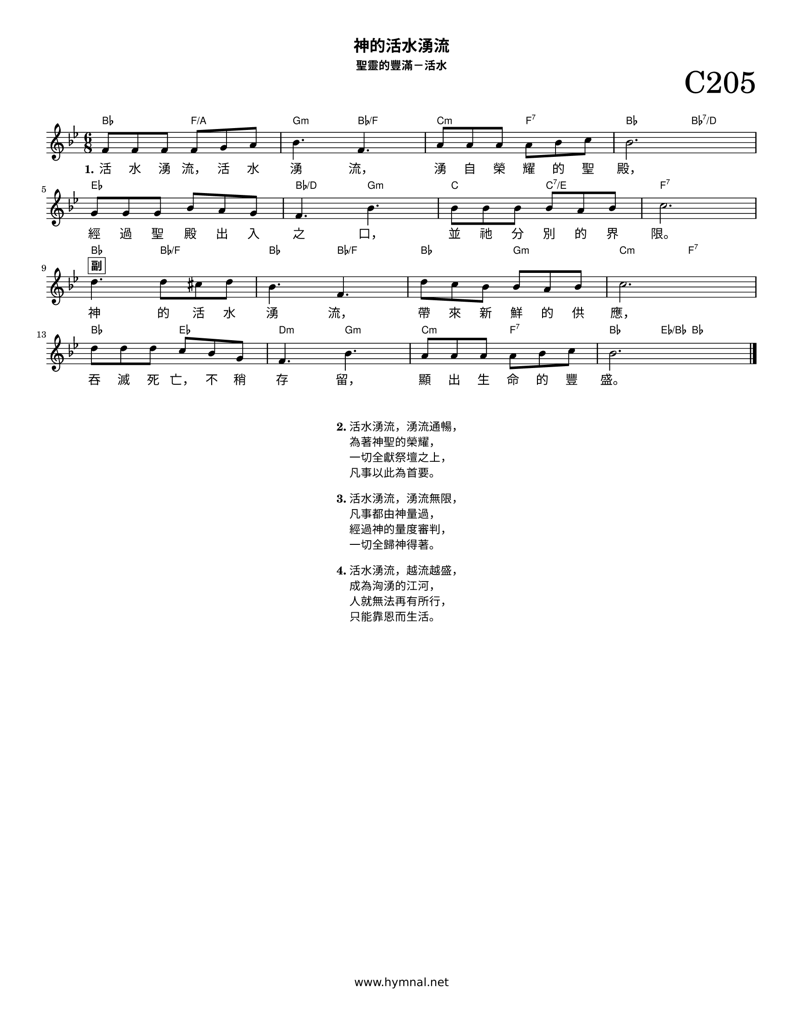 神的活水湧流
聖靈的豐滿－活水
C205
B♭ F/A Gm B♭/F Cm F7 B♭ B♭7/D
1. 活 水 湧 流， 活 水 湧 流， 湧 自 榮 耀 的 聖 殿，
5 E♭ B♭/D Gm C C7/E F7
經 過 聖 殿 出 入 之 口， 並 祂 分 別 的 界 限。
B♭ B♭/F B♭ B♭/F B♭ Gm Cm F7
9 副
神 的 活 水 湧 流， 帶 來 新 鮮 的 供 應，
13 B♭ E♭ Dm Gm Cm F7 B♭ E♭/B♭ B♭
吞 滅 死 亡， 不 稍 存 留， 顯 出 生 命 的 豐 盛。
2. 活水湧流，湧流通暢，
為著神聖的榮耀，
一切全獻祭壇之上，
凡事以此為首要。
3. 活水湧流，湧流無限，
凡事都由神量過，
經過神的量度審判，
一切全歸神得著。
4. 活水湧流，越流越盛，
成為洶湧的江河，
人就無法再有所行，
只能靠恩而生活。
www.hymnal.net